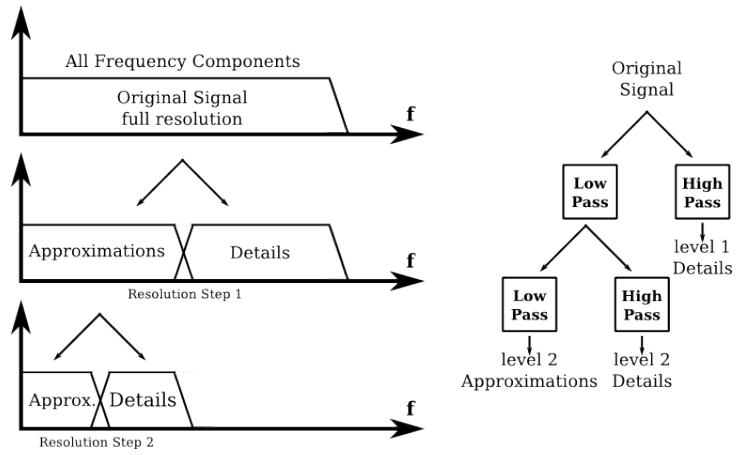 All Frequency Components
Original Signal
full resolution
f
Approximations
Details
f
Resolution Step 1
Approx.
Details
f
Resolution Step 2
Original
Signal
Low
Pass
High
Pass
level 1
Details
Low
Pass
High
Pass
level 2
Approximations
level 2
Details